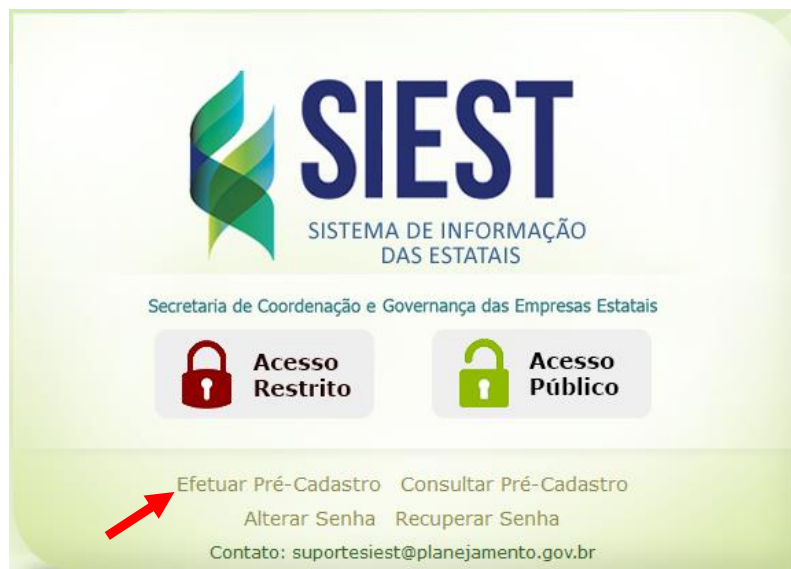 SIEST
SISTEMA DE INFORMAÇÃO
DAS ESTATAIS
Secretaria de Coordenação e Governança das Empresas Estatais
Acesso
Restrito
Acesso
Público
Efetuar Pré-Cadastro Consultar Pré-Cadastro
Alterar Senha Recuperar Senha
Contato: suportesiest@planejamento.gov.br